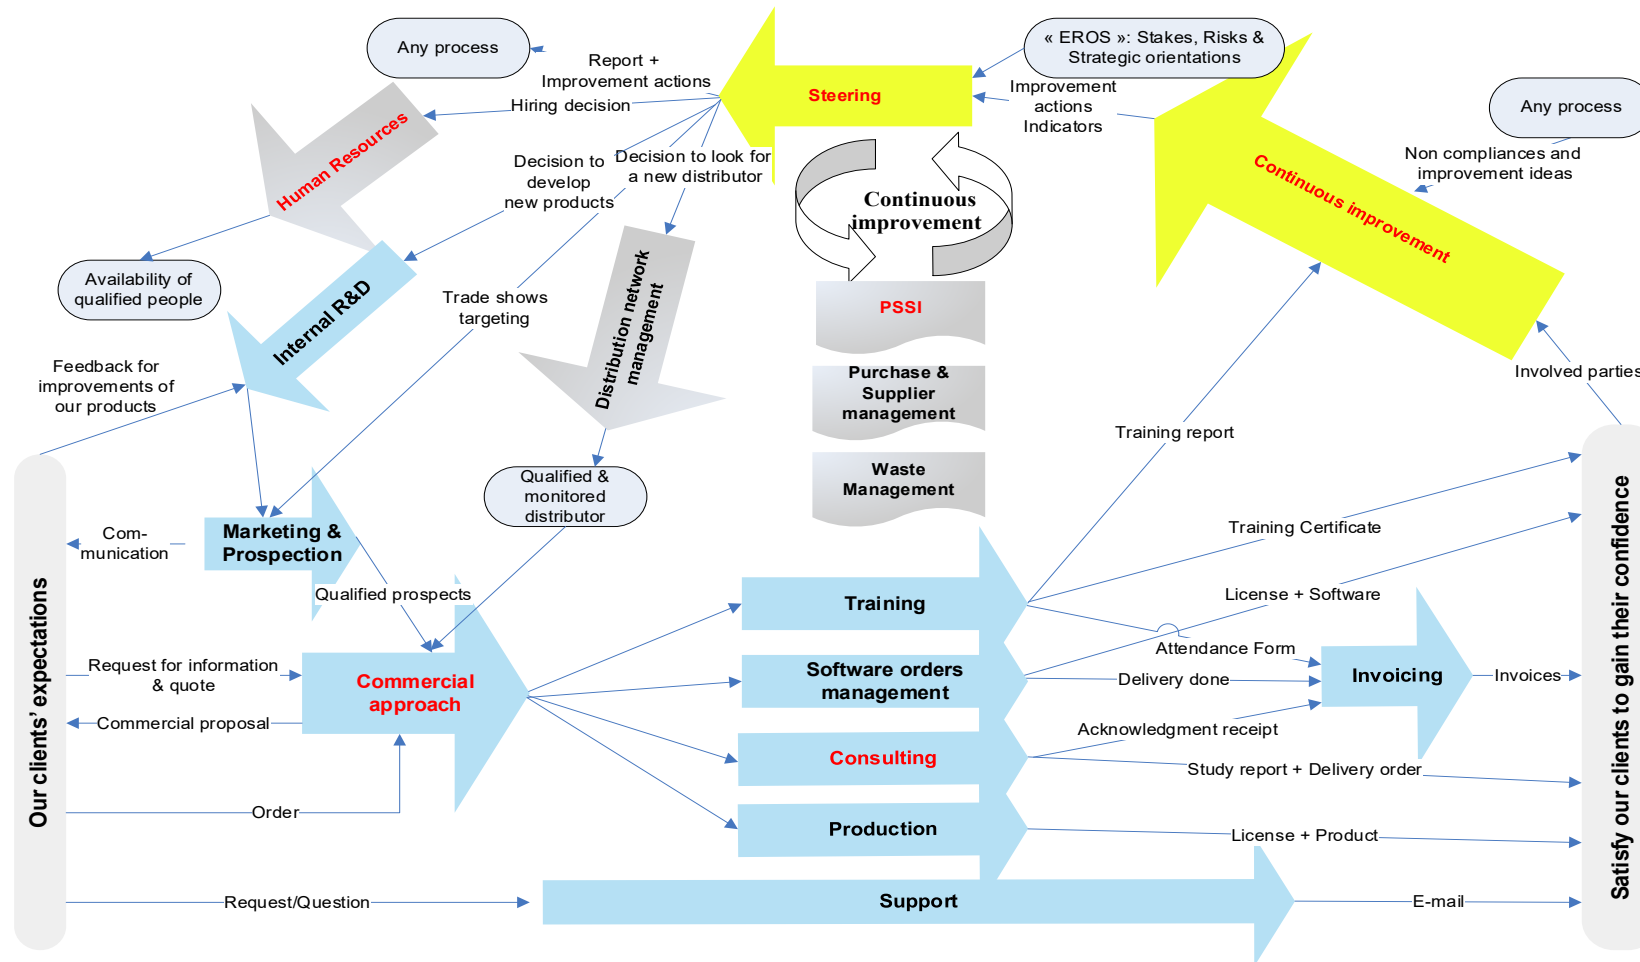 Any process
Report +
Improvement actions
Hiring decision
Steering
« EROS »: Stakes, Risks &
Strategic orientations
Improvement
actions
Indicators
Any process
Non compliances and
improvement ideas
Continuous improvement
Human Resources
Decision to
develop
new products
Decision to look for
a new distributor
Continuous
improvement
Availability of
qualified people
Internal R&D
Trade shows
targeting
Distribution network
management
PSSI
Purchase &
Supplier
management
Waste
Management
Feedback for
improvements of
our products
Involved parties
Training report
Qualified &
monitored
distributor
Our clients' expectations
Com-
munication
Marketing &
Prospection
Qualified prospects
Training
Training Certificate
License + Software
Attendance Form
Request for information
& quote
Commercial
approach
Software orders
management
Delivery done
Invoicing
Invoices
Commercial proposal
Acknowledgment receipt
Consulting
Study report + Delivery order
Order
Production
License + Product
Request/Question
Support
E-mail
Satisfy our clients to gain their confidence